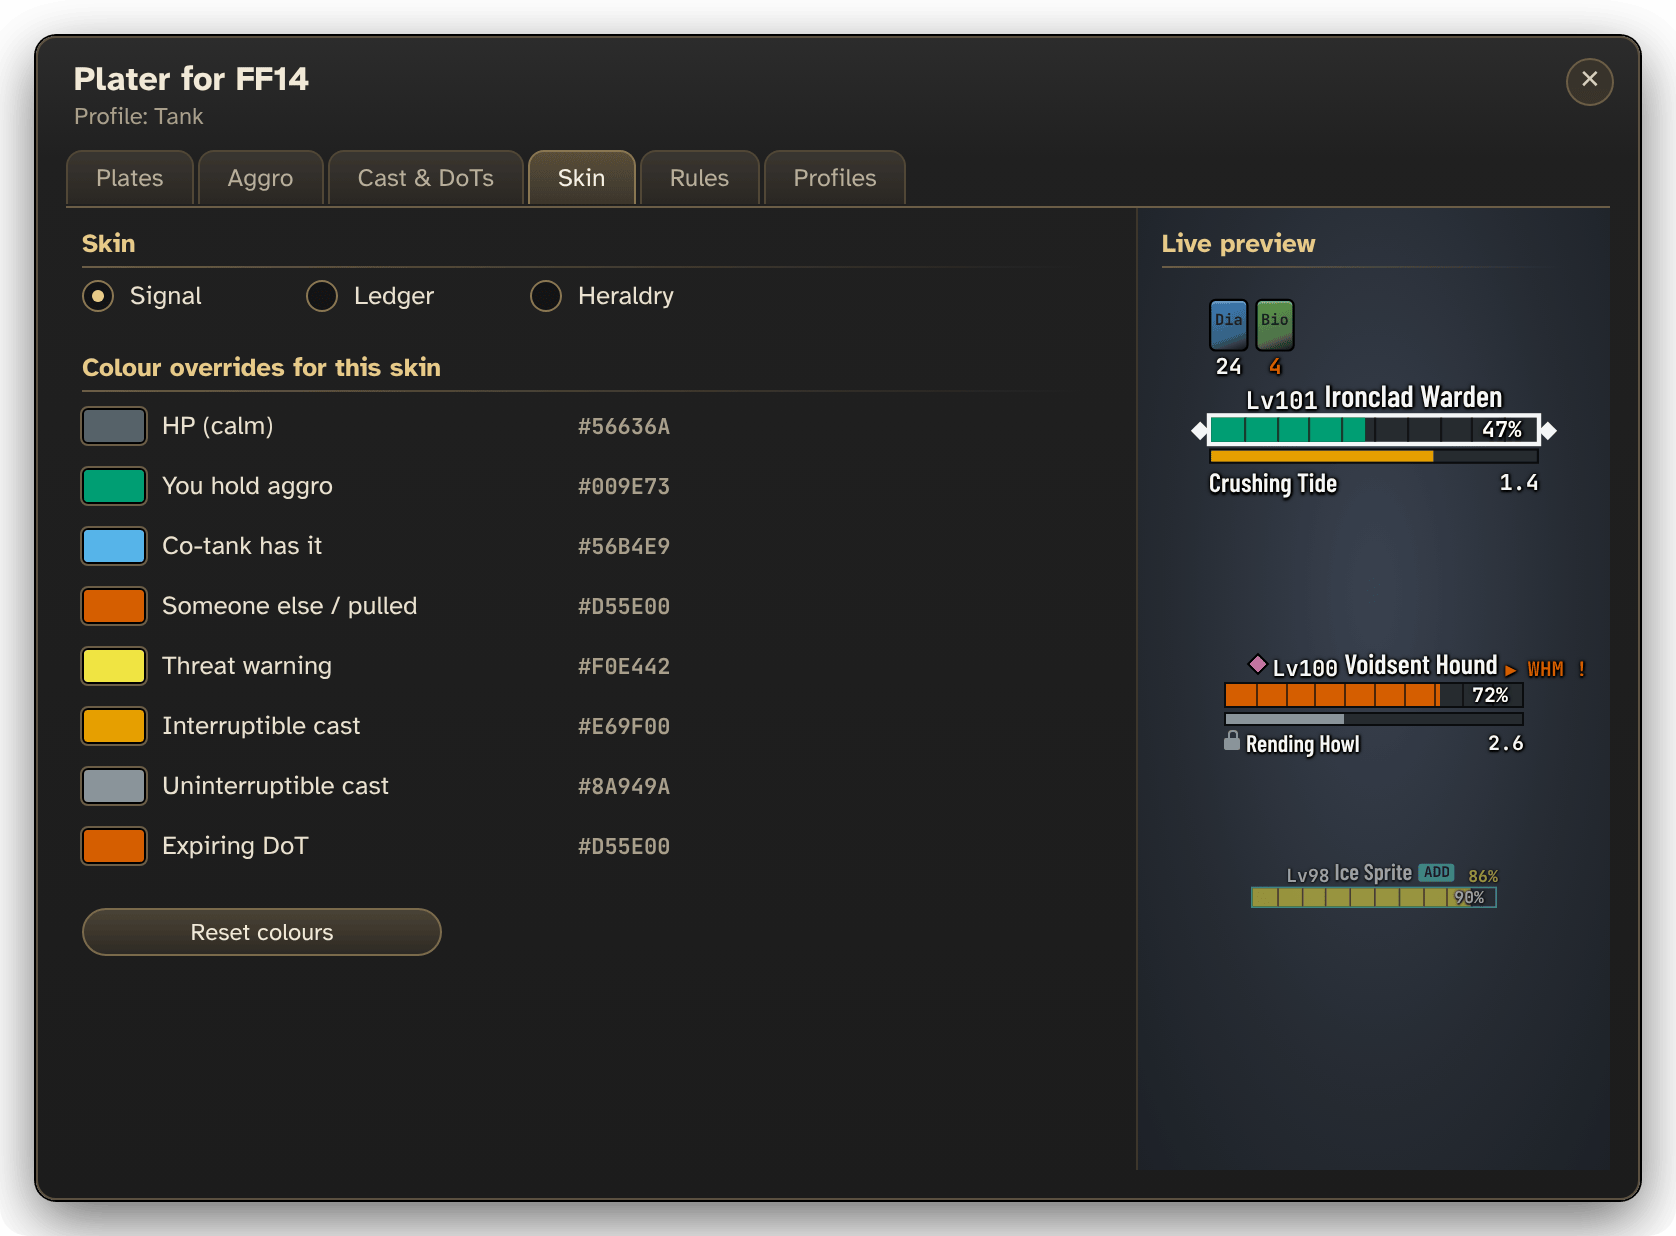 Plater for FF14
Profile: Tank
Plates
Aggro
Cast & DoTs
Skin
Rules
Profiles
Skin
Signal
Ledger
Heraldry
Colour overrides for this skin
HP (calm) #56636A
You hold aggro #009E73
Co-tank has it #56B4E9
Someone else / pulled #D55E00
Threat warning #F0E442
Interruptible cast #E69F00
Uninterruptible cast #8A949A
Expiring DoT #D55E00
Reset colours
Live preview
Dia Bio
24 4
Lv101 Ironclad Warden
47%
Crushing Tide 1.4
Lv100 Voidsent Hound ▸ WHM !
72%
Rending Howl 2.6
Lv98 Ice Sprite ADD 86%
90%